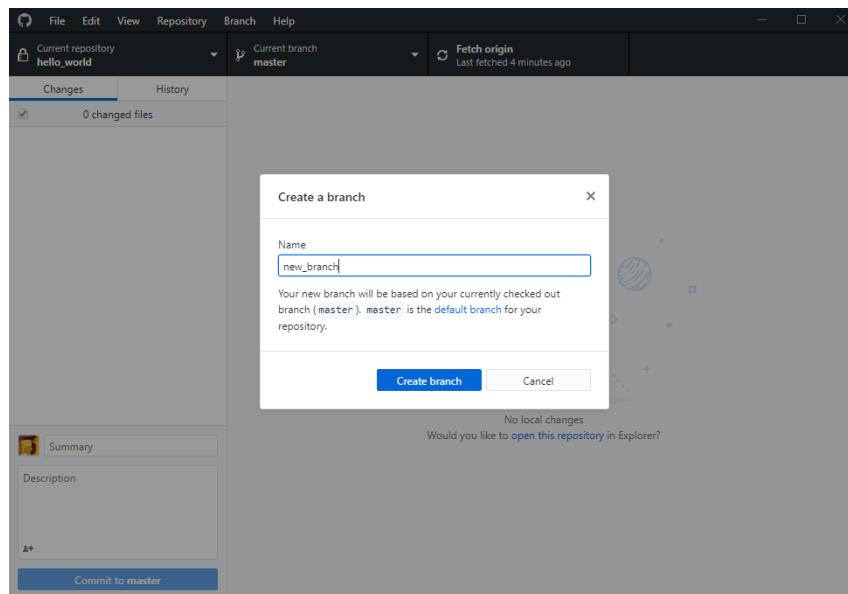 File Edit View Repository Branch Help
Current repository
hello_world
Current branch
master
Fetch origin
Last fetched 4 minutes ago
Changes History
0 changed files
Create a branch
Name
new_branch
Your new branch will be based on your currently checked out
branch (master). master is the default branch for your
repository.
Create branch Cancel
No local changes
Would you like to open this repository in Explorer?
Summary
Description
Commit to master